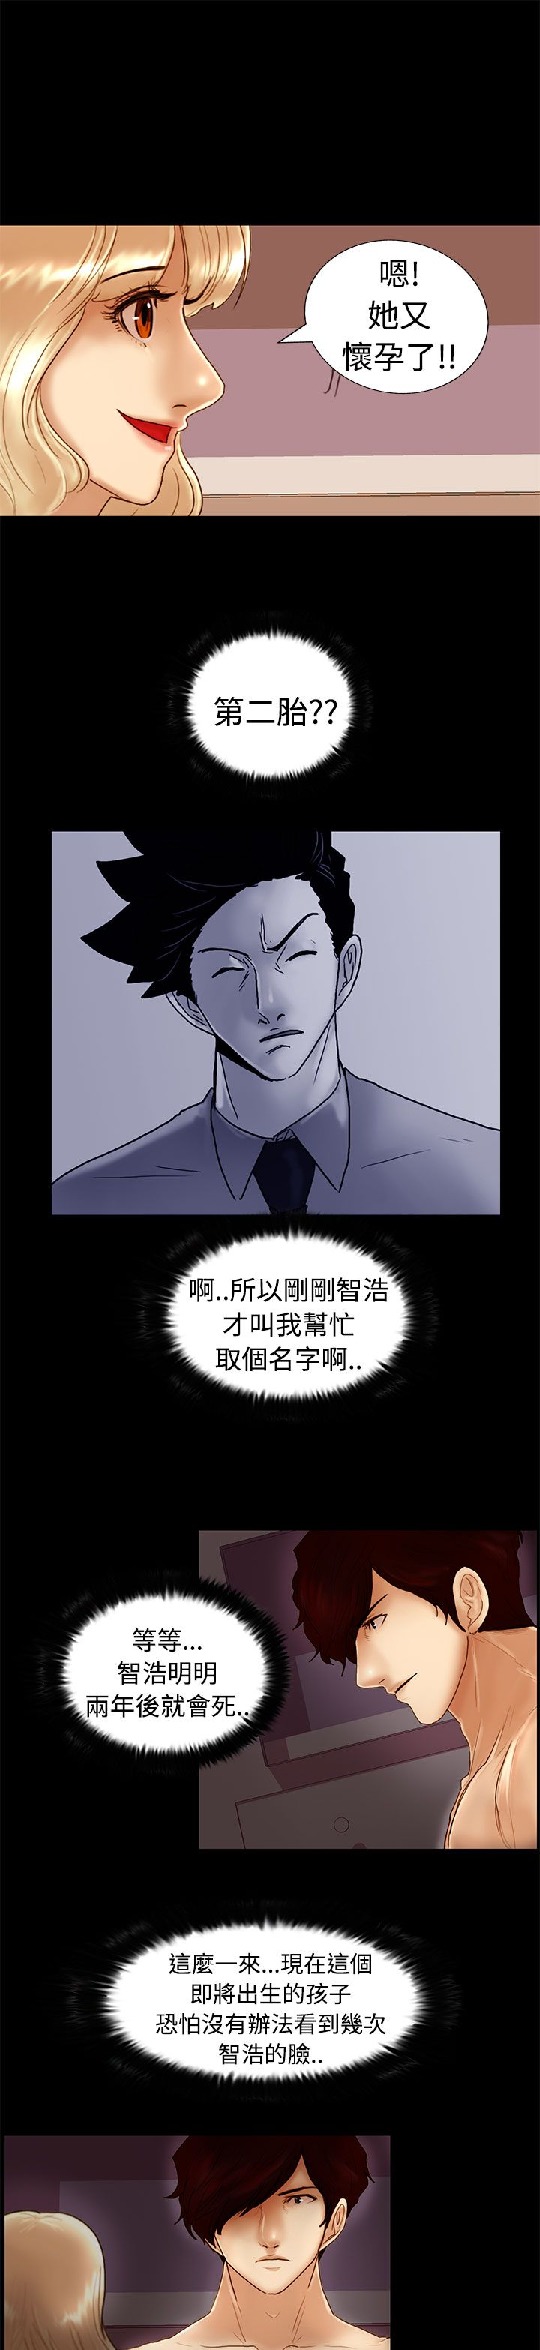 嗯!
她又
懷孕了!!
第二胎??
啊..所以剛剛智浩
才叫我幫忙
取個名字啊..
等等...
智浩明明
兩年後就會死..
這麼一來...現在這個
即將出生的孩子
恐怕沒有辦法看到幾次
智浩的臉..